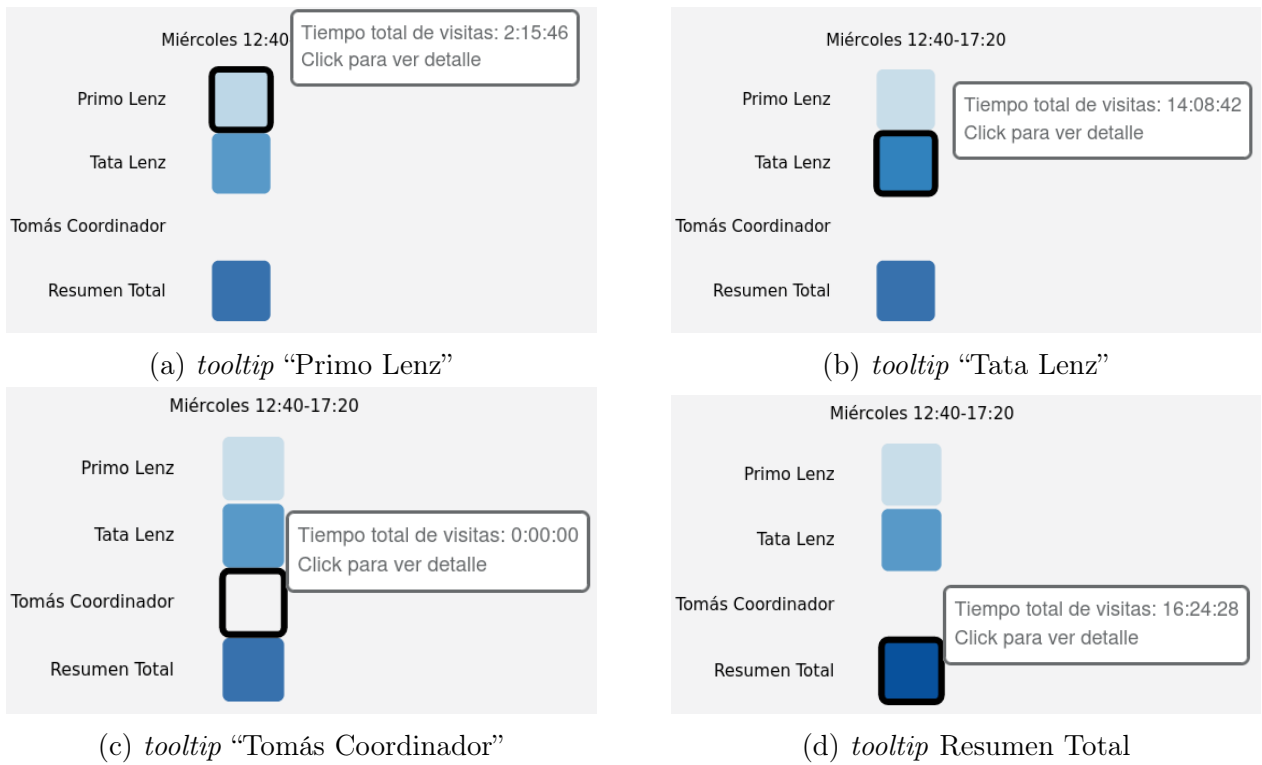 Miércoles 12:40
Tiempo total de visitas: 2:15:46
Click para ver detalle
Primo Lenz
Tata Lenz
Tomás Coordinador
Resumen Total
(a) tooltip “Primo Lenz”
Miércoles 12:40-17:20
Primo Lenz
Tiempo total de visitas: 14:08:42
Click para ver detalle
Tata Lenz
Tomás Coordinador
Resumen Total
(b) tooltip “Tata Lenz”
Miércoles 12:40-17:20
Primo Lenz
Tata Lenz
Tiempo total de visitas: 0:00:00
Click para ver detalle
Tomás Coordinador
Resumen Total
(c) tooltip “Tomás Coordinador”
Miércoles 12:40-17:20
Primo Lenz
Tata Lenz
Tomás Coordinador
Tiempo total de visitas: 16:24:28
Click para ver detalle
Resumen Total
(d) tooltip Resumen Total